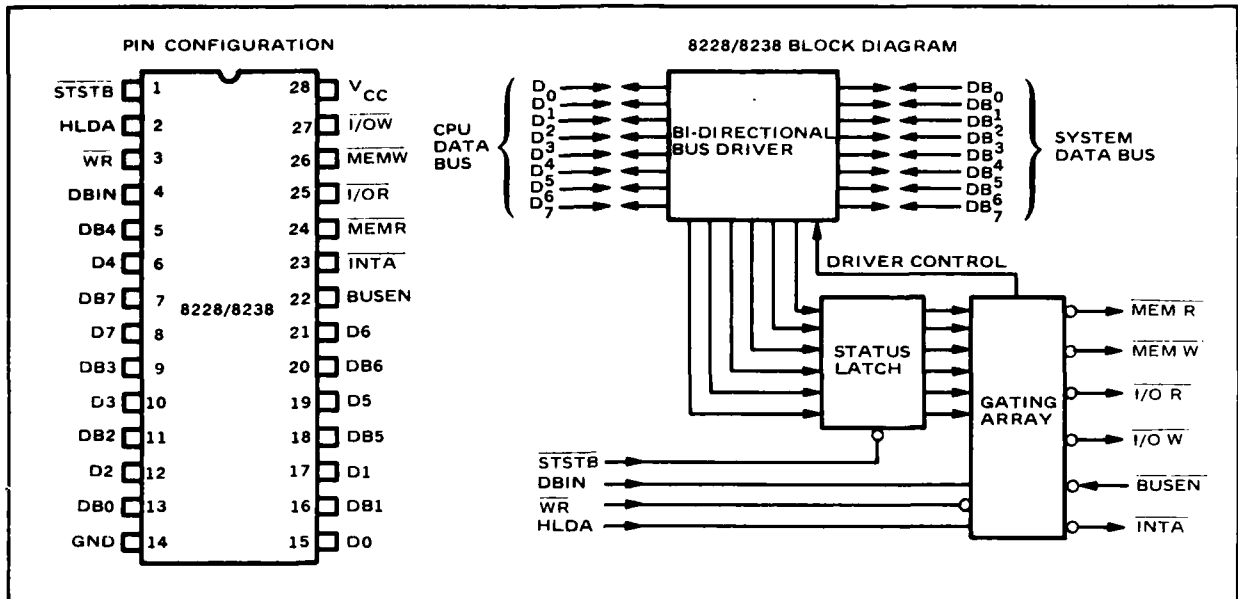 PIN CONFIGURATION
STSTB 1
HLDA 2
WR 3
DBIN 4
DB4 5
D4 6
DB7 7
D7 8
DB3 9
D3 10
DB2 11
D2 12
DB0 13
GND 14
8228/8238
28 VCC
27 I/OW
26 MEMW
25 I/OR
24 MEMR
23 INTA
22 BUSEN
21 D6
20 DB6
19 D5
18 DB5
17 D1
16 DB1
15 D0
8228/8238 BLOCK DIAGRAM
CPU
DATA
BUS
D0
D1
D2
D3
D4
D5
D6
D7
BI-DIRECTIONAL
BUS DRIVER
DB0
DB1
DB2
DB3
DB4
DB5
DB6
DB7
SYSTEM
DATA BUS
DRIVER CONTROL
STATUS
LATCH
GATING
ARRAY
MEM R
MEM W
I/O R
I/O W
BUSEN
INTA
STSTB
DBIN
WR
HLDA